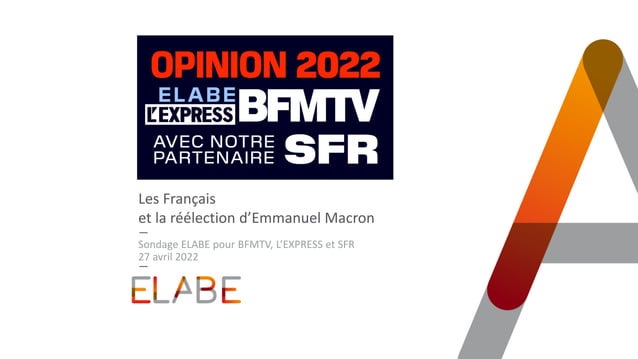 OPINION 2022
ELABE
L'EXPRESS BFMTV
AVEC NOTRE
PARTENAIRE SFR
Les Français
et la réélection d’Emmanuel Macron
—
Sondage ELABE pour BFMTV, L’EXPRESS et SFR
27 avril 2022
—
ELABE